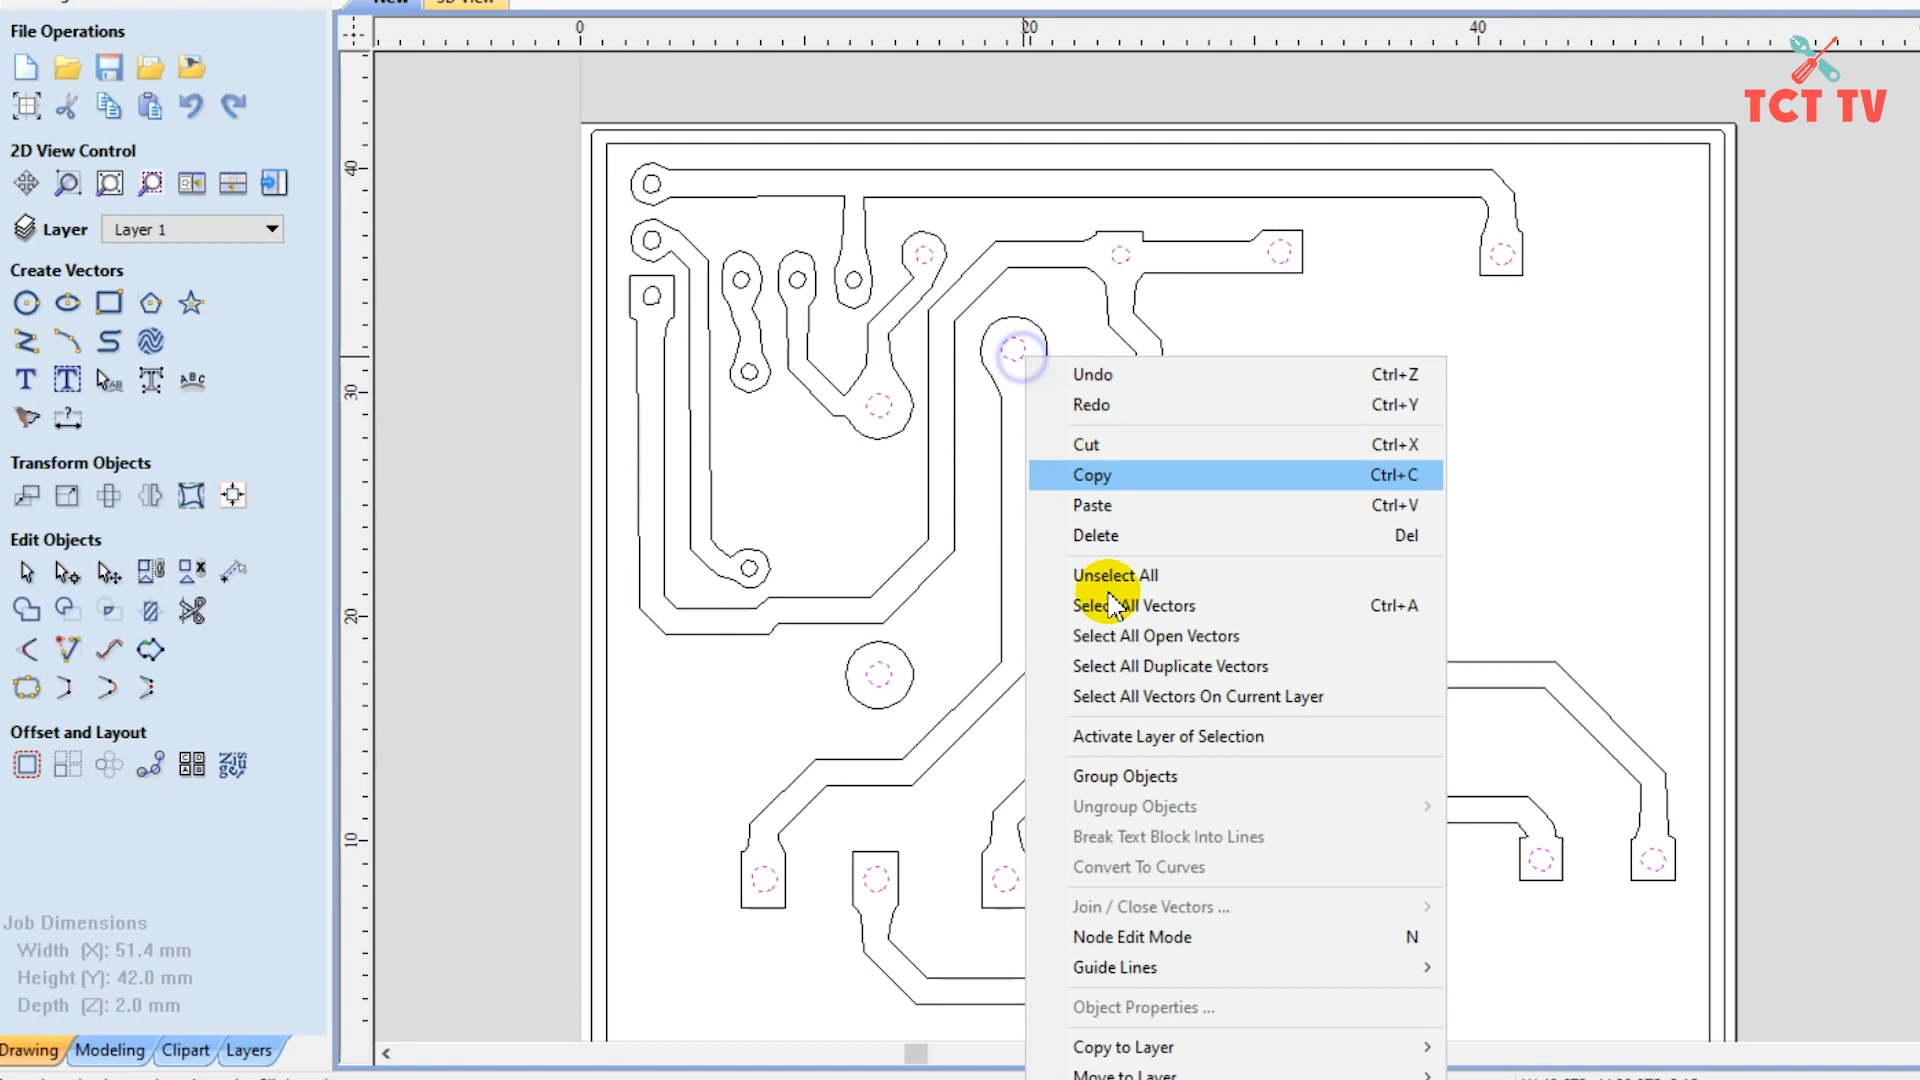 New
3D View
File Operations
2D View Control
Layer
Layer 1
Create Vectors
Transform Objects
Edit Objects
Offset and Layout
Job Dimensions
Width (X): 51.4 mm
Height (Y): 42.0 mm
Depth (Z): 2.0 mm
Drawing
Modeling
Clipart
Layers
0
20
40
40
30
20
10
TCT TV
Undo Ctrl+Z
Redo Ctrl+Y
Cut Ctrl+X
Copy Ctrl+C
Paste Ctrl+V
Delete Del
Unselect All
Select All Vectors Ctrl+A
Select All Open Vectors
Select All Duplicate Vectors
Select All Vectors On Current Layer
Activate Layer of Selection
Group Objects
Ungroup Objects
Break Text Block Into Lines
Convert To Curves
Join / Close Vectors ...
Node Edit Mode N
Guide Lines
Object Properties ...
Copy to Layer
Move to Layer